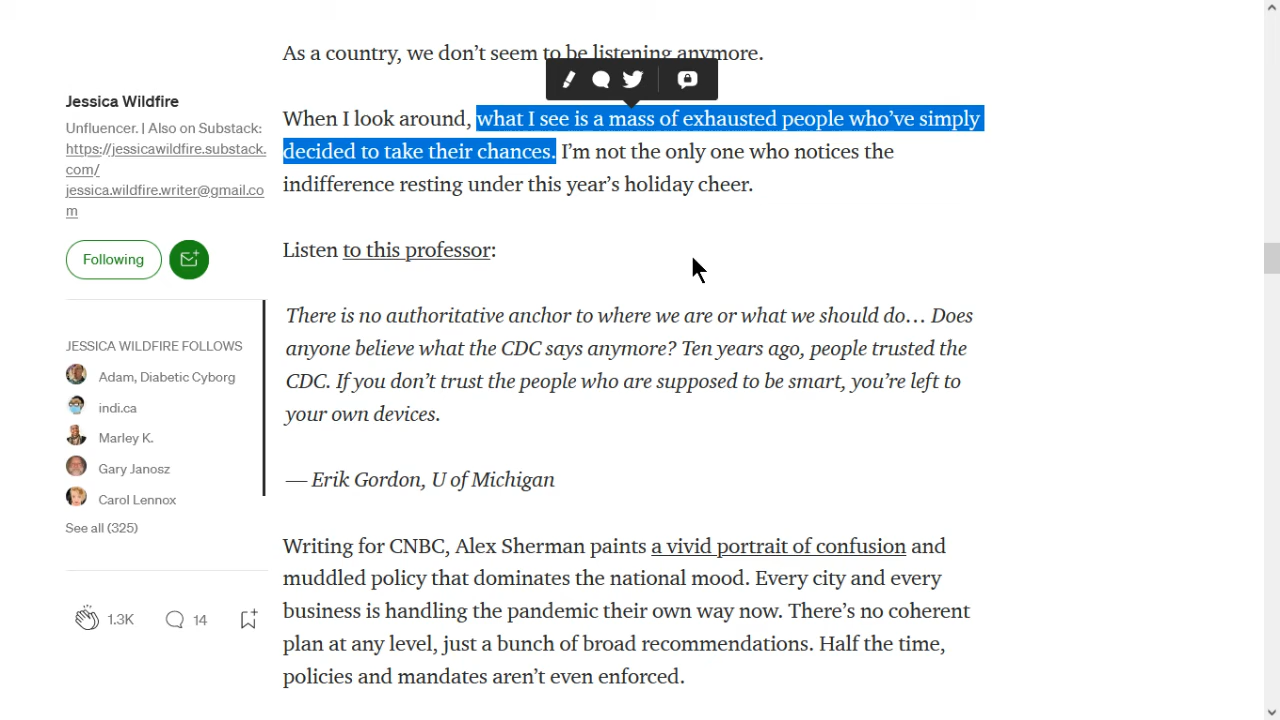 As a country, we don’t seem to be listening anymore.
Jessica Wildfire
Unfluencer. | Also on Substack:
https://jessicawildfire.substack.
com/
jessica.wildfire.writer@gmail.co
m
Following
JESSICA WILDFIRE FOLLOWS
Adam, Diabetic Cyborg
indi.ca
Marley K.
Gary Janosz
Carol Lennox
See all (325)
1.3K
14
When I look around, what I see is a mass of exhausted people who’ve simply
decided to take their chances. I’m not the only one who notices the
indifference resting under this year’s holiday cheer.
Listen to this professor:
There is no authoritative anchor to where we are or what we should do… Does
anyone believe what the CDC says anymore? Ten years ago, people trusted the
CDC. If you don’t trust the people who are supposed to be smart, you’re left to
your own devices.
— Erik Gordon, U of Michigan
Writing for CNBC, Alex Sherman paints a vivid portrait of confusion and
muddled policy that dominates the national mood. Every city and every
business is handling the pandemic their own way now. There’s no coherent
plan at any level, just a bunch of broad recommendations. Half the time,
policies and mandates aren’t even enforced.